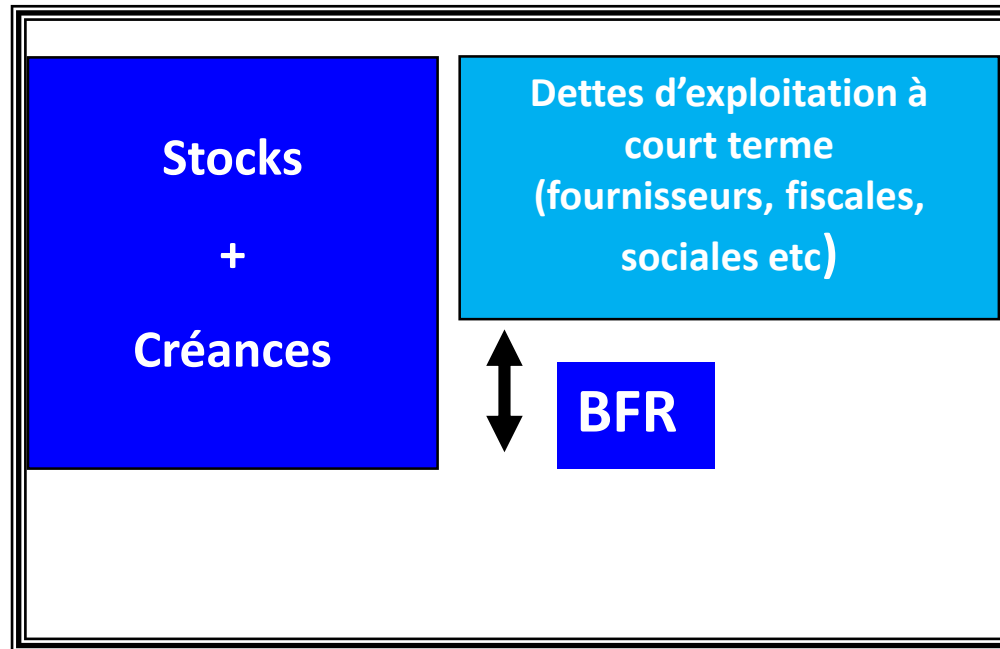 Stocks
+
Créances
Dettes d’exploitation à
court terme
(fournisseurs, fiscales,
sociales etc)
BFR